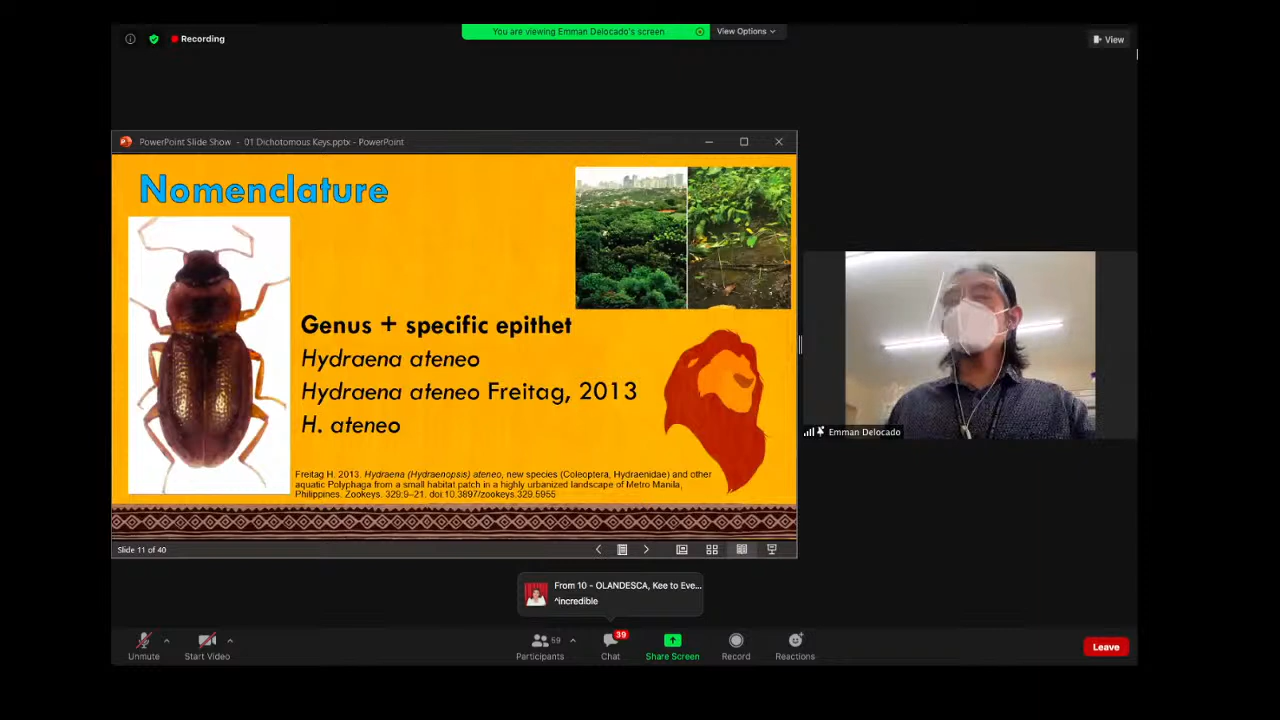 You are viewing Emman Delocado's screen
View Options
Recording
View
PowerPoint Slide Show - 01 Dichotomous Keys.pptx - PowerPoint
Nomenclature
Genus + specific epithet
Hydraena ateneo
Hydraena ateneo Freitag, 2013
H. ateneo
Freitag H. 2013. Hydraena (Hydraenopsis) ateneo, new species (Coleoptera, Hydraenidae) and other
aquatic Polyphaga from a small habitat patch in a highly urbanized landscape of Metro Manila,
Philippines. Zookeys. 329:9–21. doi:10.3897/zookeys.329.5955
Slide 11 of 40
Emman Delocado
From 10 - OLANDESCA, Kee to Eve...
^incredible
59
39
Unmute
Start Video
Participants
Chat
Share Screen
Record
Reactions
Leave